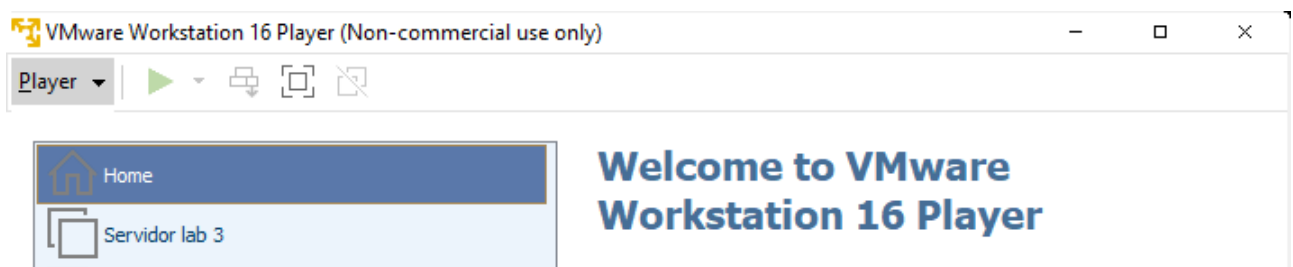 VMware Workstation 16 Player (Non-commercial use only)
Player
Home
Servidor lab 3
Welcome to VMware
Workstation 16 Player